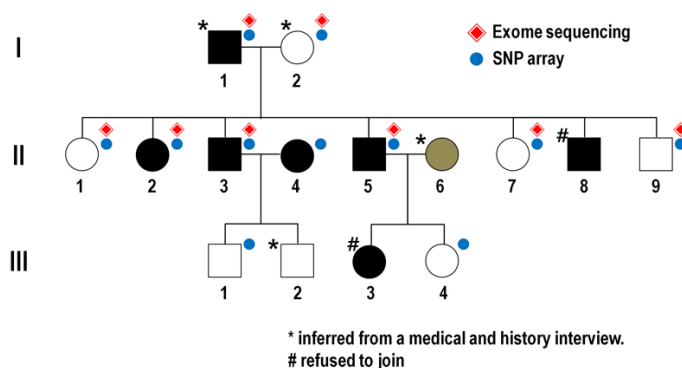 Exome sequencing
SNP array
I
* *
1 2
II
* #
1 2 3 4 5 6 7 8 9
III
* #
1 2 3 4
* inferred from a medical and history interview.
# refused to join